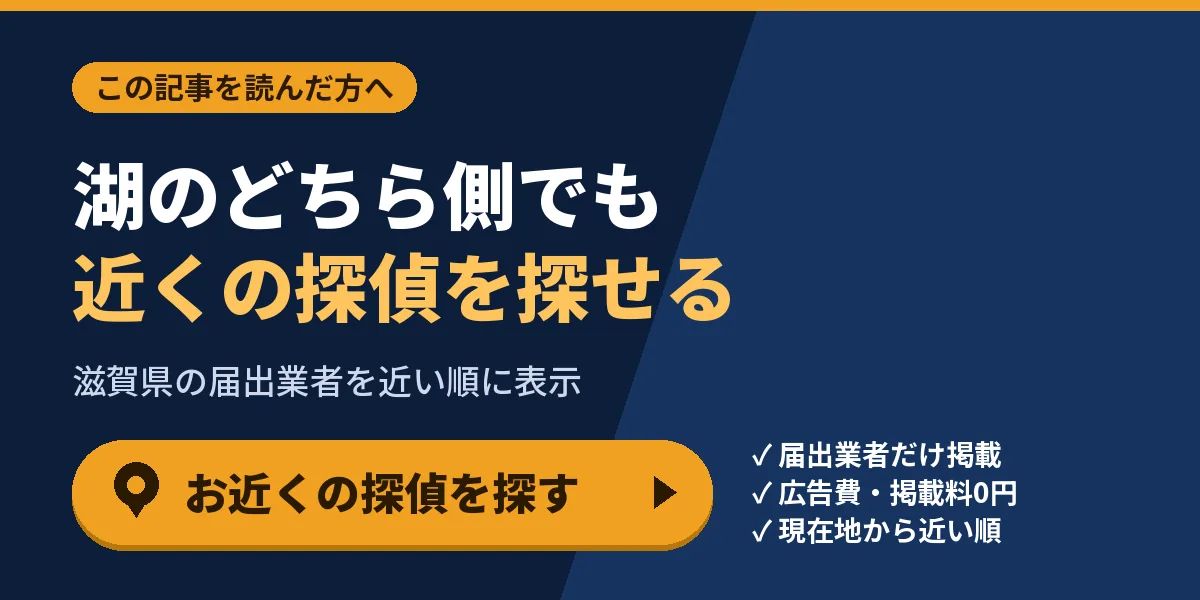 この記事を読んだ方へ
湖のどちら側でも
近くの探偵を探せる
滋賀県の届出業者を近い順に表示
お近くの探偵を探す
✓ 届出業者だけ掲載
✓ 広告費・掲載料0円
✓ 現在地から近い順